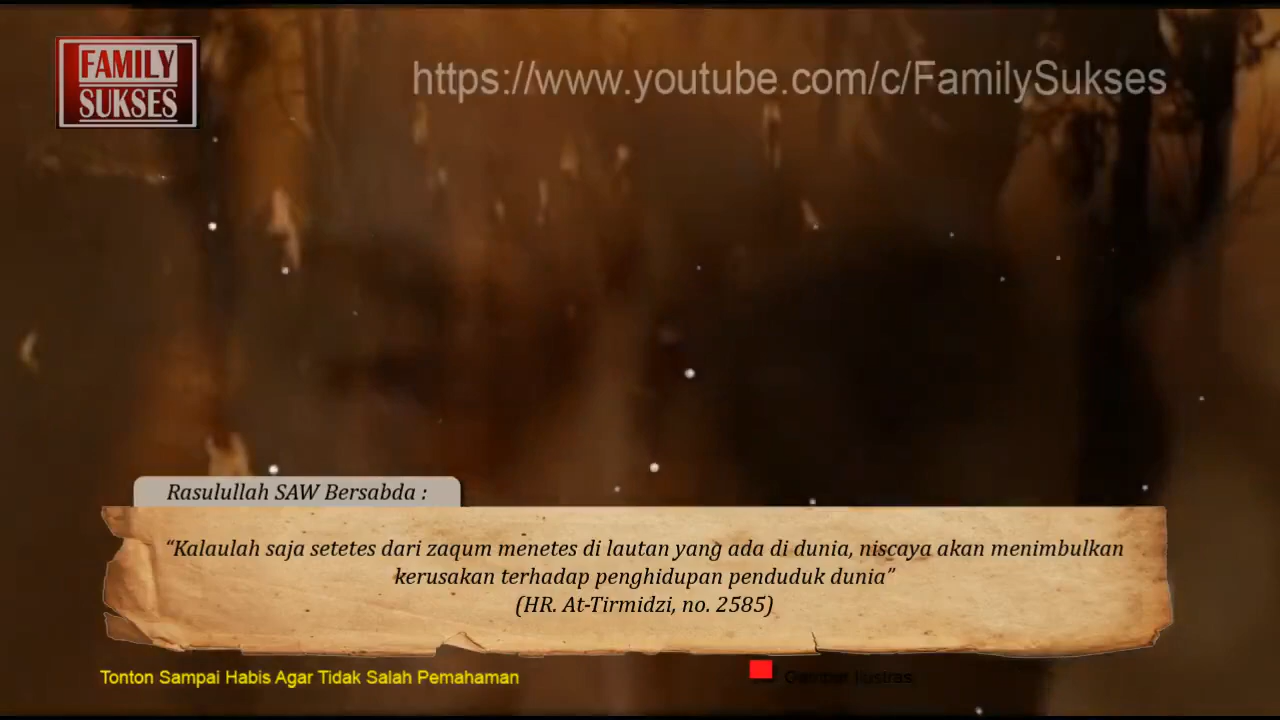 FAMILY
SUKSES
https://www.youtube.com/c/FamilySukses
Rasulullah SAW Bersabda :
“Kalaulah saja setetes dari zaqum menetes di lautan yang ada di dunia, niscaya akan menimbulkan
kerusakan terhadap penghidupan penduduk dunia”
(HR. At-Tirmidzi, no. 2585)
Tonton Sampai Habis Agar Tidak Salah Pemahaman
Gambar Ilustrasi